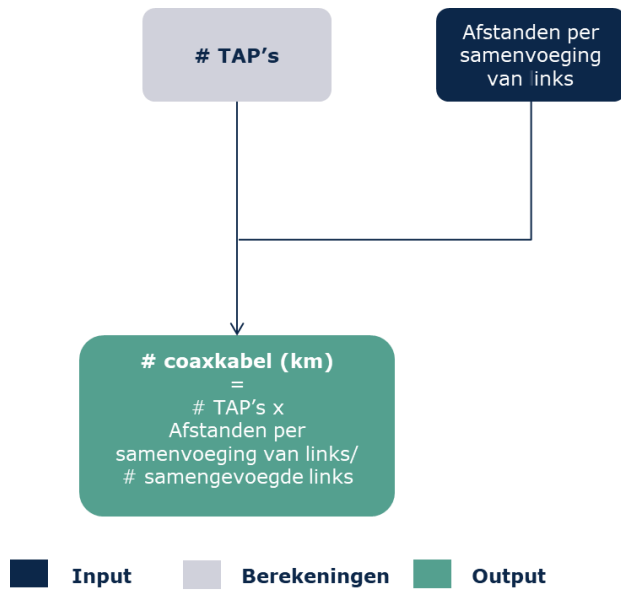 # TAP’s
Afstanden per
samenvoeging
van links
# coaxkabel (km)
=
# TAP’s x
Afstanden per
samenvoeging van links/
# samengevoegde links
Input
Berekeningen
Output